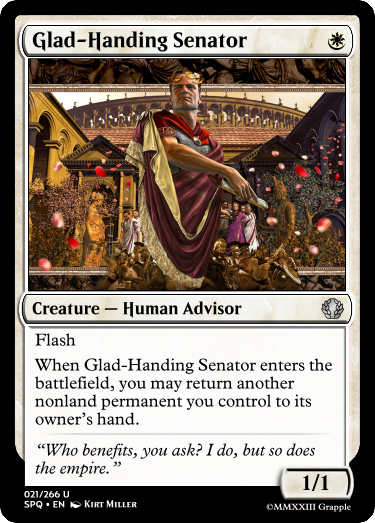 Glad-Handing Senator
Creature — Human Advisor
Flash
When Glad-Handing Senator enters the
battlefield, you may return another
nonland permanent you control to its
owner's hand.
“Who benefits, you ask? I do, but so does
the empire.”
1/1
021/266 U
SPQ • EN Kirt Miller
©MMXXIII Grapple